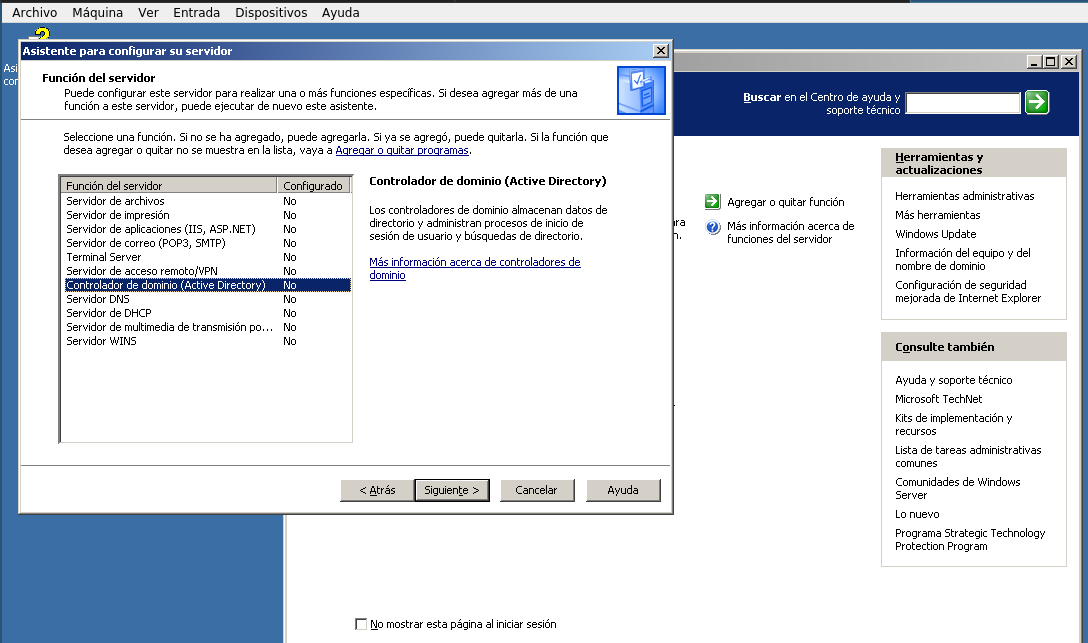 Archivo Máquina Ver Entrada Dispositivos Ayuda
Asistente para configurar su servidor
Función del servidor
Puede configurar este servidor para realizar una o más funciones específicas. Si desea agregar más de una
función a este servidor, puede ejecutar de nuevo este asistente.
Seleccione una función. Si no se ha agregado, puede agregarla. Si ya se agregó, puede quitarla. Si la función que
desea agregar o quitar no se muestra en la lista, vaya a Agregar o quitar programas.
Función del servidor Configurado
Servidor de archivos No
Servidor de impresión No
Servidor de aplicaciones (IIS, ASP.NET) No
Servidor de correo (POP3, SMTP) No
Terminal Server No
Servidor de acceso remoto/VPN No
Controlador de dominio (Active Directory) No
Servidor DNS No
Servidor de DHCP No
Servidor de multimedia de transmisión po... No
Servidor WINS No
Controlador de dominio (Active Directory)
Los controladores de dominio almacenan datos de
directorio y administran procesos de inicio de
sesión de usuario y búsquedas de directorio.
Más información acerca de controladores de
dominio
< Atrás Siguiente > Cancelar Ayuda
Asi
cor
Buscar en el Centro de ayuda y
soporte técnico
ara
n.
Agregar o quitar función
Más información acerca de
funciones del servidor
Herramientas y
actualizaciones
Herramientas administrativas
Más herramientas
Windows Update
Información del equipo y del
nombre de dominio
Configuración de seguridad
mejorada de Internet Explorer
Consulte también
Ayuda y soporte técnico
Microsoft TechNet
Kits de implementación y
recursos
Lista de tareas administrativas
comunes
Comunidades de Windows
Server
Lo nuevo
Programa Strategic Technology
Protection Program
No mostrar esta página al iniciar sesión